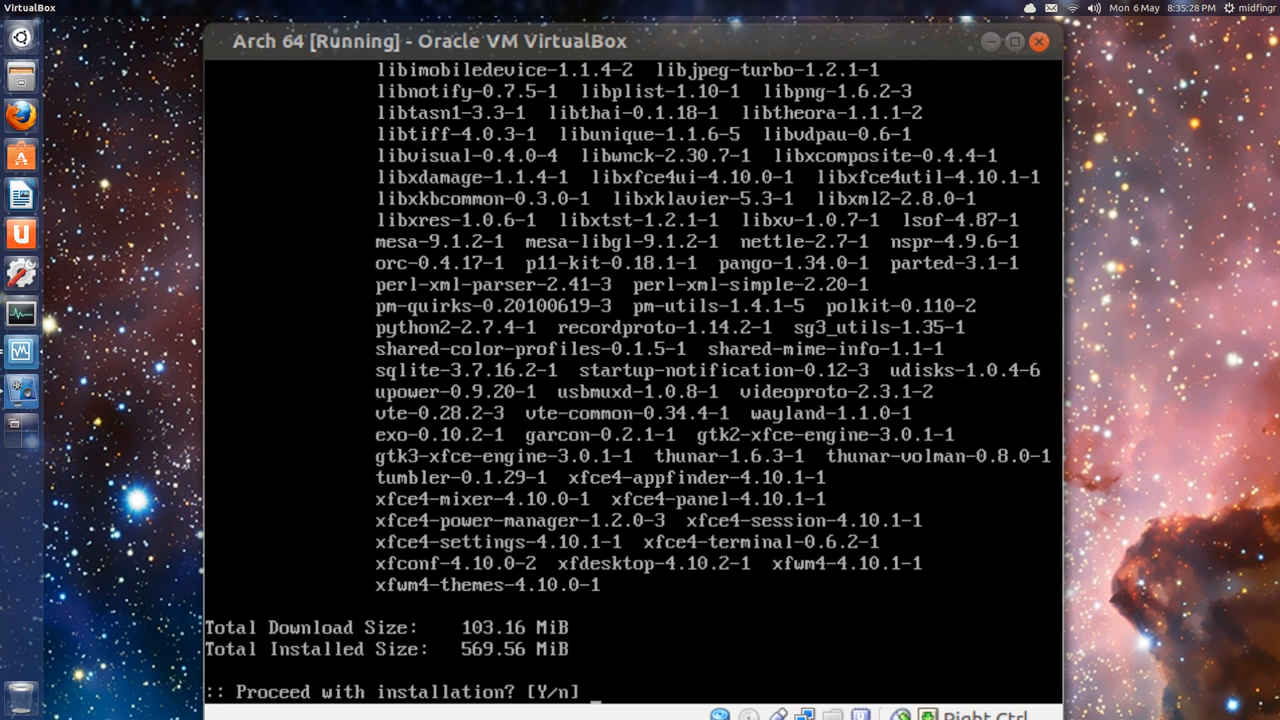 VirtualBox
Mon 6 May 8:35:28 PM midfingr
Arch 64 [Running] - Oracle VM VirtualBox
libimobiledevice-1.1.4-2 libjpeg-turbo-1.2.1-1
libnotify-0.7.5-1 libplist-1.10-1 libpng-1.6.2-3
libtasn1-3.3-1 libthai-0.1.18-1 libtheora-1.1.1-2
libtiff-4.0.3-1 libunique-1.1.6-5 libvdpau-0.6-1
libvisual-0.4.0-4 libwnck-2.30.7-1 libxcomposite-0.4.4-1
libxdamage-1.1.4-1 libxfce4ui-4.10.0-1 libxfce4util-4.10.1-1
libxkbcommon-0.3.0-1 libxklavier-5.3-1 libxml2-2.8.0-1
libxres-1.0.6-1 libxtst-1.2.1-1 libxv-1.0.7-1 lsof-4.87-1
mesa-9.1.2-1 mesa-libgl-9.1.2-1 nettle-2.7-1 nspr-4.9.6-1
orc-0.4.17-1 p11-kit-0.18.1-1 pango-1.34.0-1 parted-3.1-1
perl-xml-parser-2.41-3 perl-xml-simple-2.20-1
pm-quirks-0.20100619-3 pm-utils-1.4.1-5 polkit-0.110-2
python2-2.7.4-1 recordproto-1.14.2-1 sg3_utils-1.35-1
shared-color-profiles-0.1.5-1 shared-mime-info-1.1-1
sqlite-3.7.16.2-1 startup-notification-0.12-3 udisks-1.0.4-6
upower-0.9.20-1 usbmuxd-1.0.8-1 videoproto-2.3.1-2
vte-0.28.2-3 vte-common-0.34.4-1 wayland-1.1.0-1
exo-0.10.2-1 garcon-0.2.1-1 gtk2-xfce-engine-3.0.1-1
gtk3-xfce-engine-3.0.1-1 thunar-1.6.3-1 thunar-volman-0.8.0-1
tumbler-0.1.29-1 xfce4-appfinder-4.10.1-1
xfce4-mixer-4.10.0-1 xfce4-panel-4.10.1-1
xfce4-power-manager-1.2.0-3 xfce4-session-4.10.1-1
xfce4-settings-4.10.1-1 xfce4-terminal-0.6.2-1
xfconf-4.10.0-2 xfdesktop-4.10.2-1 xfwm4-4.10.1-1
xfwm4-themes-4.10.0-1
Total Download Size: 103.16 MiB
Total Installed Size: 569.56 MiB
:: Proceed with installation? [Y/n]
Right Ctrl